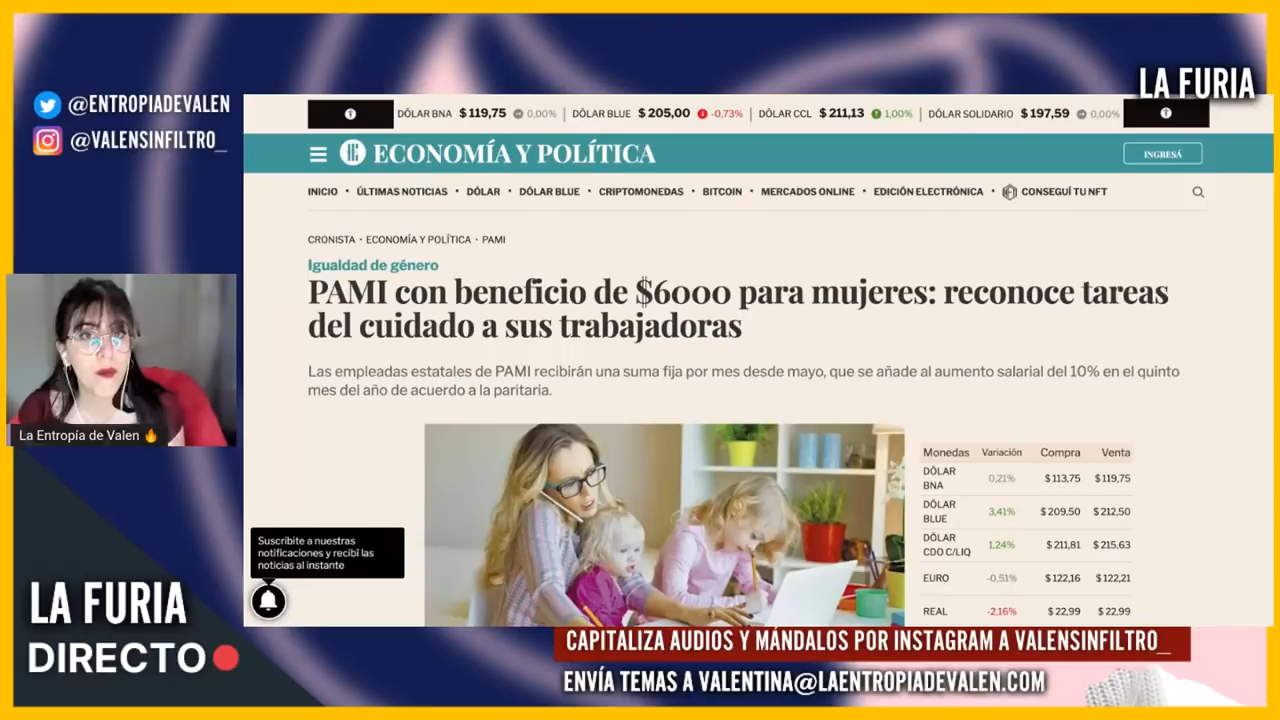 LA FURIA
@ENTROPIADEVALEN
@VALENSINFILTRO_
DÓLAR BNA $119,75 0,00% | DÓLAR BLUE $205,00 -0,73% | DÓLAR CCL $211,13 1,00% | DÓLAR SOLIDARIO $197,59 0,00%
ECONOMÍA Y POLÍTICA
INGRESÁ
INICIO • ÚLTIMAS NOTICIAS • DÓLAR • DÓLAR BLUE • CRIPTOMONEDAS • BITCOIN • MERCADOS ONLINE • EDICIÓN ELECTRÓNICA • CONSEGUÍ TU NFT
CRONISTA • ECONOMÍA Y POLÍTICA • PAMI
Igualdad de género
PAMI con beneficio de $6000 para mujeres: reconoce tareas
del cuidado a sus trabajadoras
Las empleadas estatales de PAMI recibirán una suma fija por mes desde mayo, que se añade al aumento salarial del 10% en el quinto
mes del año de acuerdo a la paritaria.
La Entropía de Valen 🔥
Monedas Variación Compra Venta
DÓLAR
BNA 0,21% $113,75 $119,75
DÓLAR
BLUE 3,41% $209,50 $212,50
DÓLAR
CDO C/LIQ 1,24% $211,81 $215,63
EURO -0,51% $122,16 $122,21
REAL -2,16% $22,99 $22,99
Suscribite a nuestras
notificaciones y recibí las
noticias al instante
LA FURIA
DIRECTO
CAPITALIZA AUDIOS Y MÁNDALOS POR INSTAGRAM A VALENSINFILTRO_
ENVÍA TEMAS A VALENTINA@LAENTROPIADEVALEN.COM